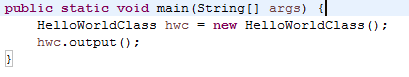 public static void main(String[] args) {
    HelloWorldClass hwc = new HelloWorldClass();
    hwc.output();
}